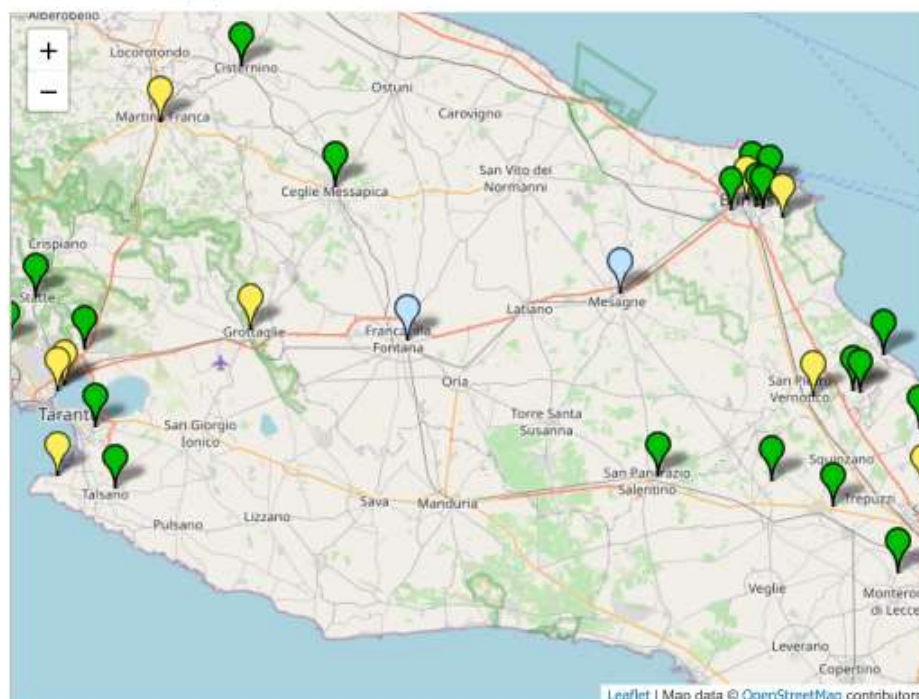 Alberobello
+
Locorotondo
Cisternino
−
Ostuni
Martina Franca
Carovigno
San Vito dei
Normanni
Ceglie Messapica
Crispiano
Statte
Mesagne
Latiano
Grottaglie
Francavilla
Fontana
Oria
San Pietro
Vernotico
Taranto
San Giorgio
Ionico
Torre Santa
Susanna
Squinzano
San Pancrazio
Salentino
Talsano
Trepuzzi
Sava
Manduria
Lizzano
Pulsano
Veglie
Monteroni
di Lecce
Leverano
Copertino
Leaflet | Map data © OpenStreetMap contributors